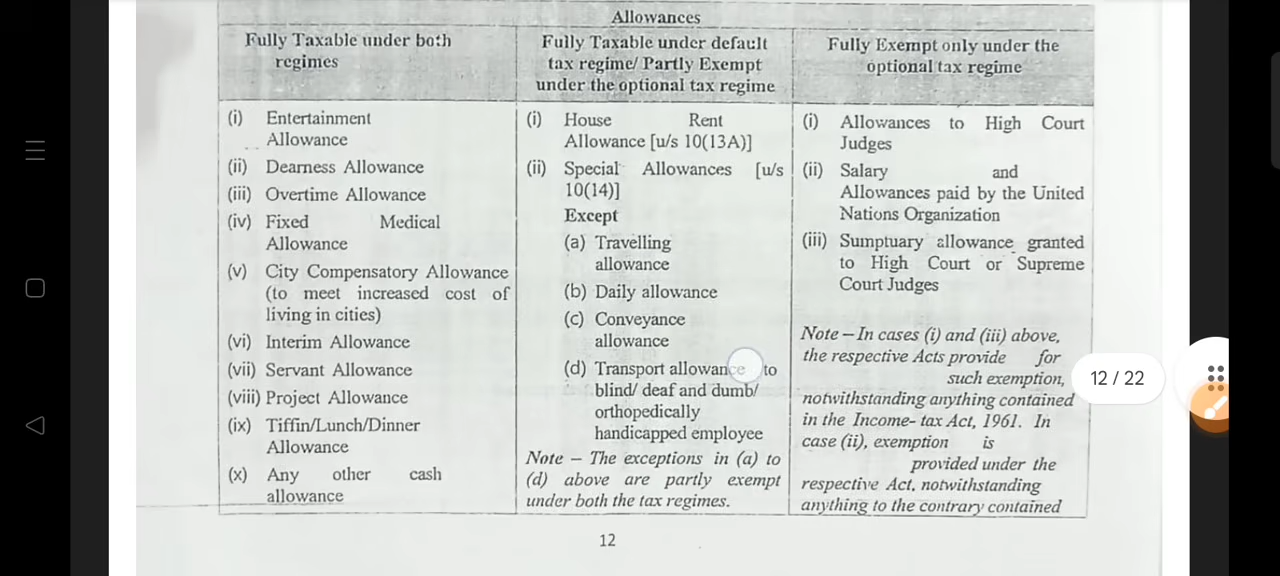 Allowances
Fully Taxable under both
regimes
Fully Taxable under default
tax regime/ Partly Exempt
under the optional tax regime
Fully Exempt only under the
optional tax regime
(i) Entertainment
Allowance
(ii) Dearness Allowance
(iii) Overtime Allowance
(iv) Fixed Medical
Allowance
(v) City Compensatory Allowance
(to meet increased cost of
living in cities)
(vi) Interim Allowance
(vii) Servant Allowance
(viii) Project Allowance
(ix) Tiffin/Lunch/Dinner
Allowance
(x) Any other cash
allowance
(i) House Rent
Allowance [u/s 10(13A)]
(ii) Special Allowances [u/s
10(14)]
Except
(a) Travelling
allowance
(b) Daily allowance
(c) Conveyance
allowance
(d) Transport allowance to
blind/ deaf and dumb/
orthopedically
handicapped employee
Note – The exceptions in (a) to
(d) above are partly exempt
under both the tax regimes.
(i) Allowances to High Court
Judges
(ii) Salary and
Allowances paid by the United
Nations Organization
(iii) Sumptuary allowance granted
to High Court or Supreme
Court Judges
Note – In cases (i) and (iii) above,
the respective Acts provide for
such exemption,
notwithstanding anything contained
in the Income- tax Act, 1961. In
case (ii), exemption is
provided under the
respective Act, notwithstanding
anything to the contrary contained
12 / 22
12